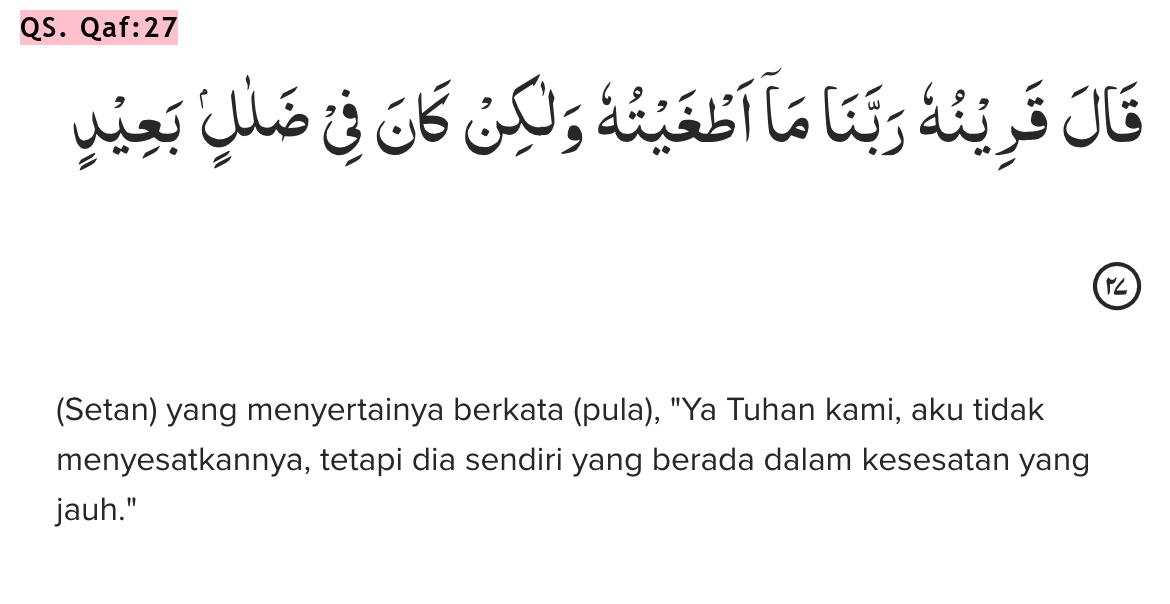 QS. Qaf:27
قَالَ قَرِيْنُهٗ رَبَّنَا مَآ اَطْغَيْتُهٗ وَلٰكِنْ كَانَ فِيْ ضَلٰلٍۢ بَعِيْدٍ
٢٧
(Setan) yang menyertainya berkata (pula), "Ya Tuhan kami, aku tidak
menyesatkannya, tetapi dia sendiri yang berada dalam kesesatan yang
jauh."